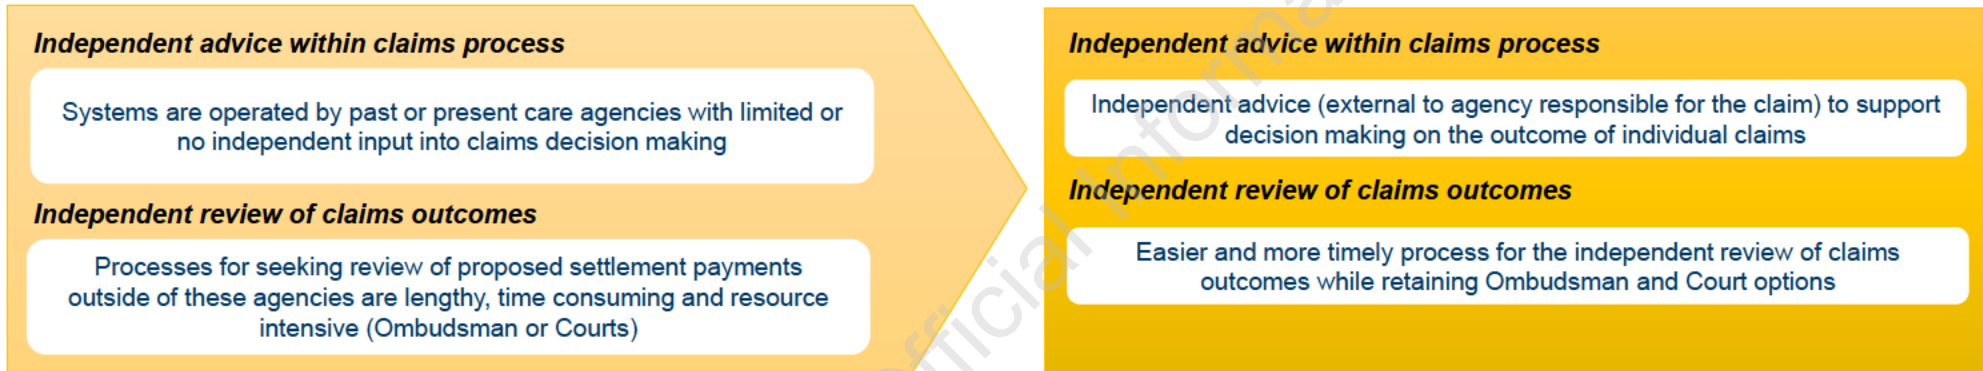 Independent advice within claims process
Systems are operated by past or present care agencies with limited or
no independent input into claims decision making
Independent review of claims outcomes
Processes for seeking review of proposed settlement payments
outside of these agencies are lengthy, time consuming and resource
intensive (Ombudsman or Courts)
Independent advice within claims process
Independent advice (external to agency responsible for the claim) to support
decision making on the outcome of individual claims
Independent review of claims outcomes
Easier and more timely process for the independent review of claims
outcomes while retaining Ombudsman and Court options